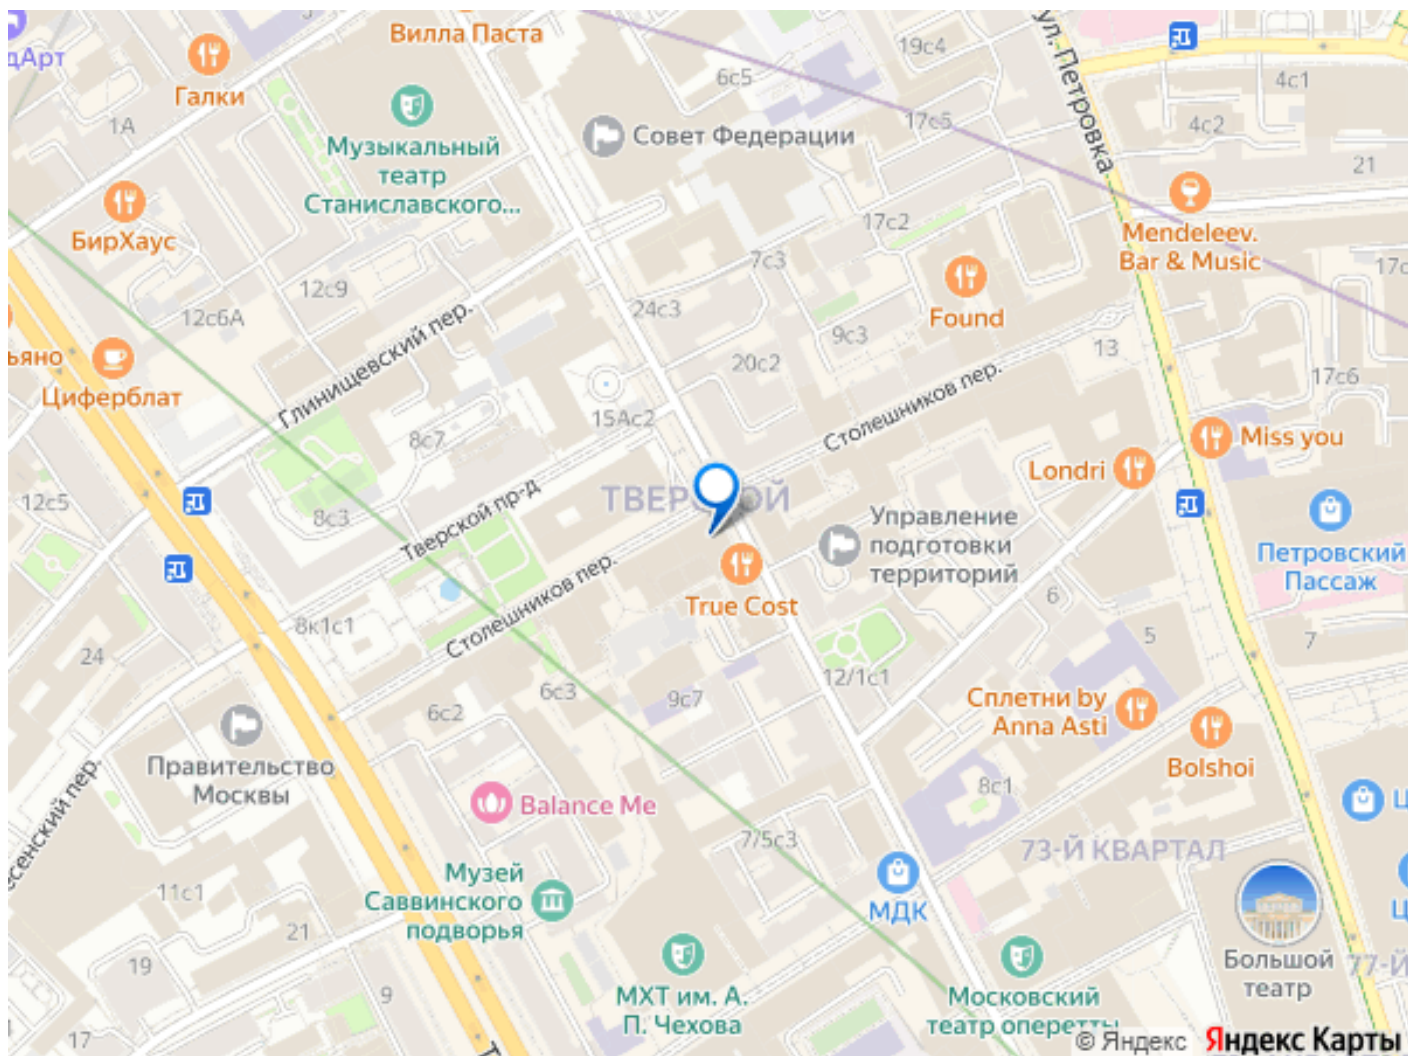 Вилла Паста
ул. Петровка
19с4
дАрт
Галки
6с5
4с1
1А
Музыкальный
театр
Станиславского...
Совет Федерации
17с5
4с2
21
БирХаус
17с2
Mendeleev.
Bar & Music
7с3
12с9
24с3
Found
12с6А
9с3
13
ьяно
Циферблат
Глинищевский пер.
20с2
17с6
15Ас2
Столешников пер.
8с7
Miss you
Londri
12с5
8с3
Тверской пр-д
ТВЕРСКОЙ
Управление
подготовки
территорий
Петровский
Пассаж
Столешников пер.
True Cost
6
8к1с1
5
7
24
12/1с1
6с3
9с7
6с2
Сплетни by
Anna Asti
Bolshoi
Правительство
Москвы
8с1
Balance Me
7/5с3
73-Й КВАРТАЛ
Музей
Саввинского
подворья
МДК
11с1
21
19
Большой
театр
77-Й
9
МХТ им. А.
П. Чехова
Московский
театр оперетты
17
© Яндекс Яндекс Карты